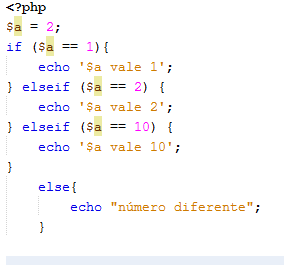 <?php
$a = 2;
if ($a == 1){
    echo '$a vale 1';
} elseif ($a == 2) {
    echo '$a vale 2';
} elseif ($a == 10) {
    echo '$a vale 10';
}
    else{
        echo "número diferente";
    }